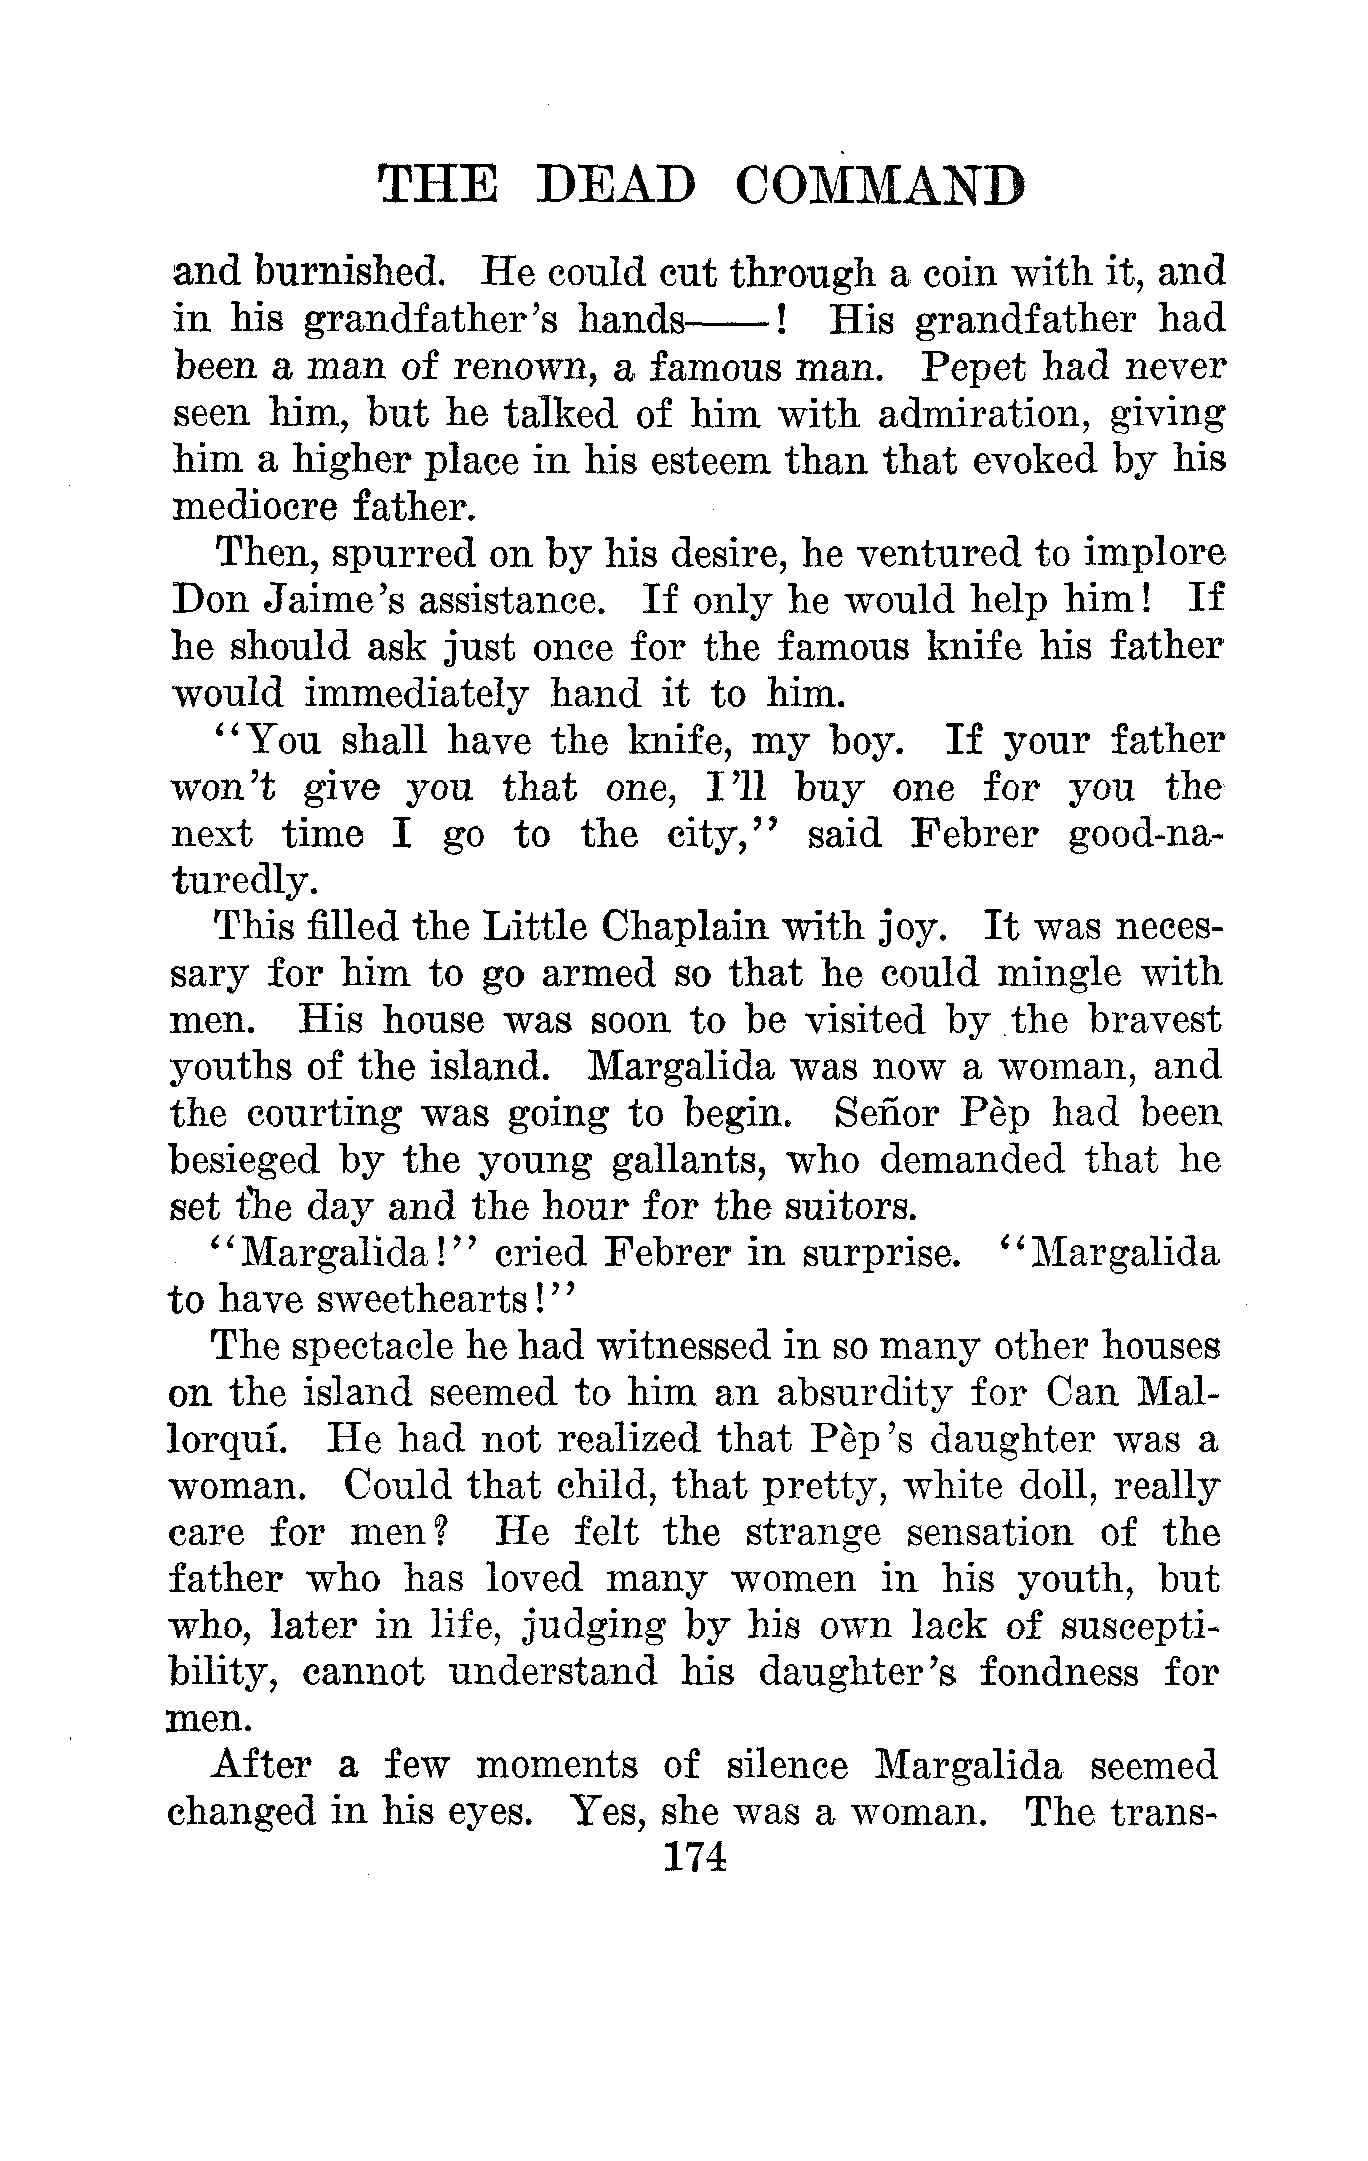 THE DEAD COMMAND
and burnished. He could cut through a coin with it, and
in his grandfather's hands——! His grandfather had
been a man of renown, a famous man. Pepet had never
seen him, but he talked of him with admiration, giving
him a higher place in his esteem than that evoked by his
mediocre father.
Then, spurred on by his desire, he ventured to implore
Don Jaime's assistance. If only he would help him! If
he should ask just once for the famous knife his father
would immediately hand it to him.
"You shall have the knife, my boy. If your father
won't give you that one, I'll buy one for you the
next time I go to the city," said Febrer good-na-
turedly.
This filled the Little Chaplain with joy. It was neces-
sary for him to go armed so that he could mingle with
men. His house was soon to be visited by the bravest
youths of the island. Margalida was now a woman, and
the courting was going to begin. Señor Pèp had been
besieged by the young gallants, who demanded that he
set the day and the hour for the suitors.
"Margalida!" cried Febrer in surprise. "Margalida
to have sweethearts!"
The spectacle he had witnessed in so many other houses
on the island seemed to him an absurdity for Can Mal-
lorquí. He had not realized that Pèp's daughter was a
woman. Could that child, that pretty, white doll, really
care for men? He felt the strange sensation of the
father who has loved many women in his youth, but
who, later in life, judging by his own lack of suscepti-
bility, cannot understand his daughter's fondness for
men.
After a few moments of silence Margalida seemed
changed in his eyes. Yes, she was a woman. The trans-
174